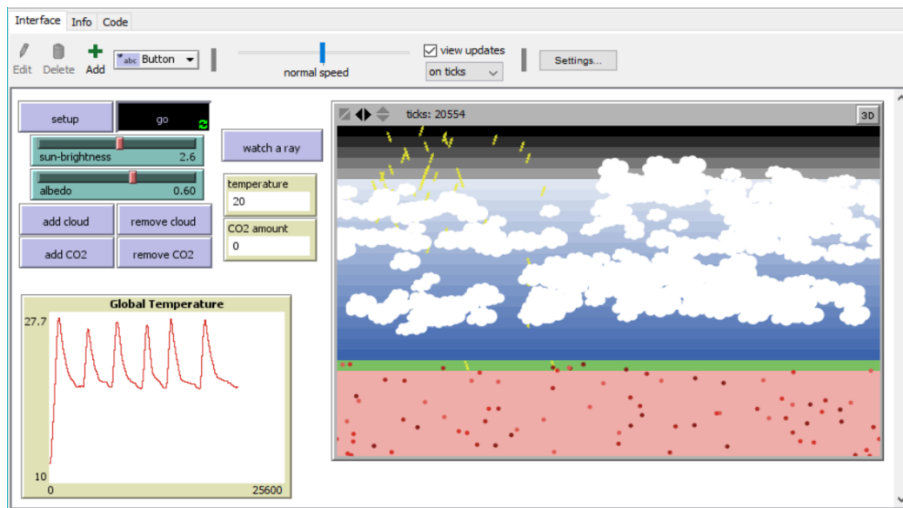 Interface Info Code
Edit Delete Add abc Button
normal speed
view updates
on ticks
Settings...
setup go
sun-brightness 2.6
albedo 0.60
add cloud remove cloud
add CO2 remove CO2
watch a ray
temperature
20
CO2 amount
0
Global Temperature
27.7
10
0 25600
ticks: 20554
3D